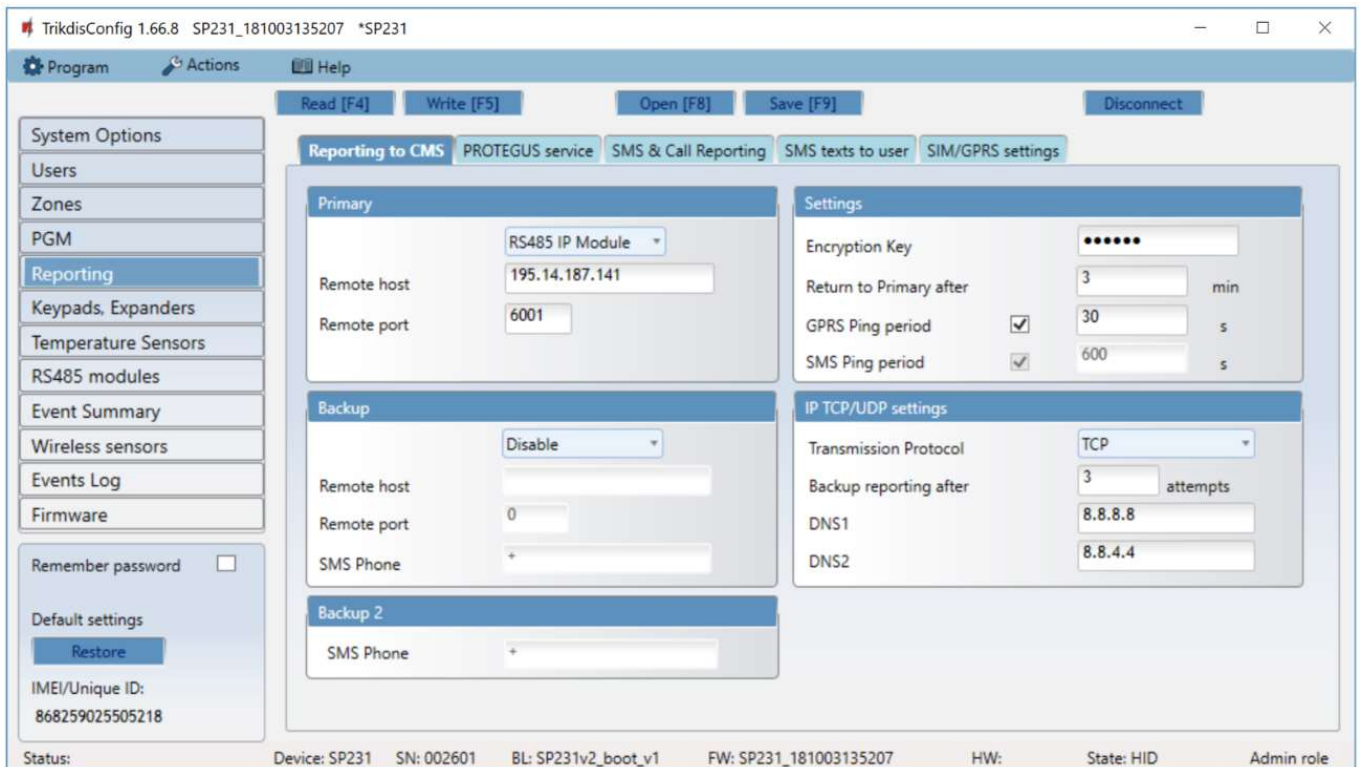 TrikdisConfig 1.66.8 SP231_181003135207 *SP231
Program Actions Help
Read [F4] Write [F5] Open [F8] Save [F9] Disconnect
System Options
Users
Zones
PGM
Reporting
Keypads, Expanders
Temperature Sensors
RS485 modules
Event Summary
Wireless sensors
Events Log
Firmware
Remember password
Default settings
Restore
IMEI/Unique ID:
868259025505218
Reporting to CMS PROTEGUS service SMS & Call Reporting SMS texts to user SIM/GPRS settings
Primary
RS485 IP Module
Remote host 195.14.187.141
Remote port 6001
Backup
Disable
Remote host
Remote port 0
SMS Phone +
Backup 2
SMS Phone +
Settings
Encryption Key ••••••
Return to Primary after 3 min
GPRS Ping period 30 s
SMS Ping period 600 s
IP TCP/UDP settings
Transmission Protocol TCP
Backup reporting after 3 attempts
DNS1 8.8.8.8
DNS2 8.8.4.4
Status: Device: SP231 SN: 002601 BL: SP231v2_boot_v1 FW: SP231_181003135207 HW: State: HID Admin role